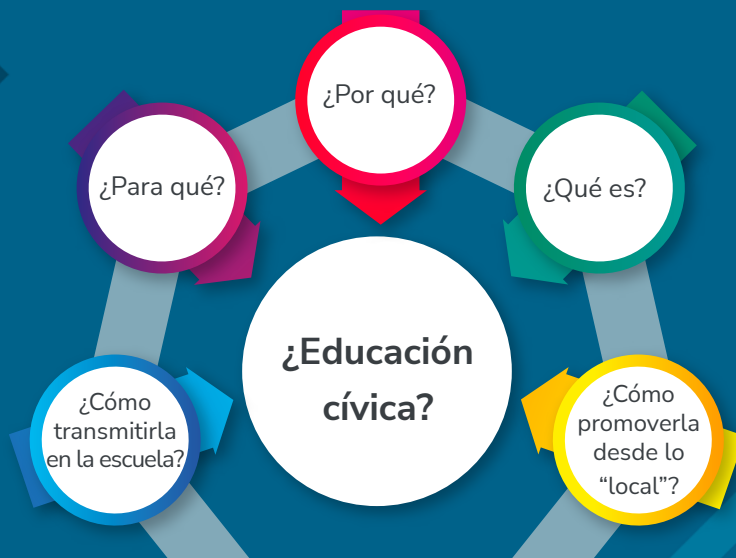 ¿Por qué?
¿Para qué?
¿Qué es?
¿Educación
cívica?
¿Cómo
transmitirla
en la escuela?
¿Cómo
promoverla
desde lo
“local”?